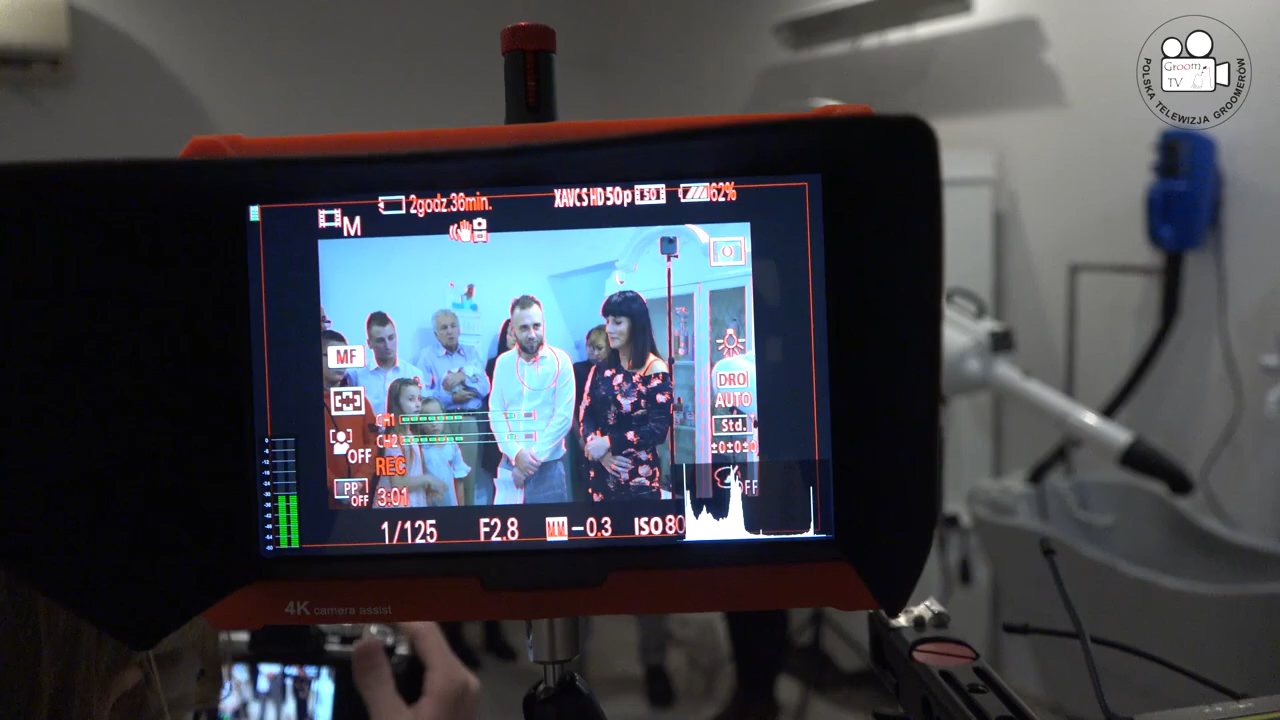 Groom
TV
POLSKA TELEWIZJA GROOMERÓW
2godz.36min.
XAVC S HD 50p 50
62%
M
MF
DRO
AUTO
CH1
CH2
Std.
±0±0±0
OFF
REC
PP
OFF
3:01
OFF
1/125
F2.8
M.M.
−0.3
ISO 80
4K camera assist